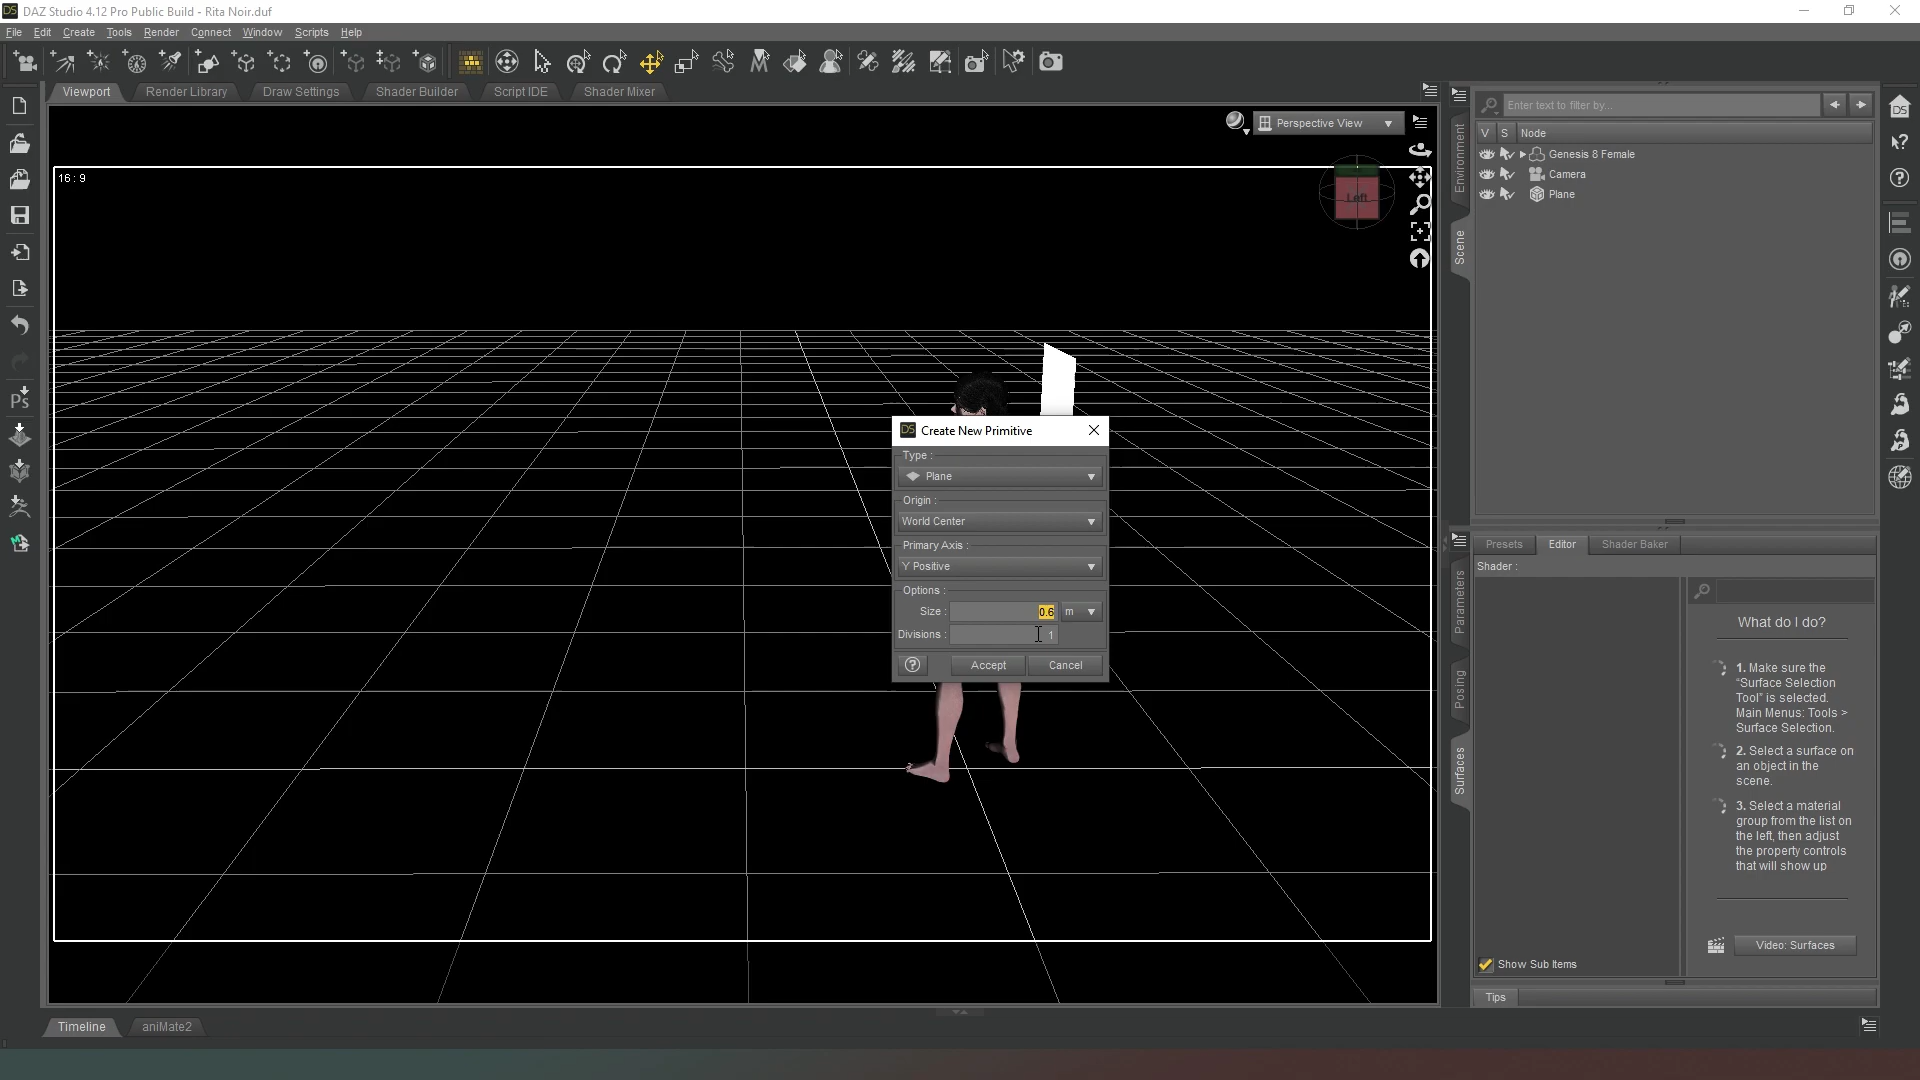 DAZ Studio 4.12 Pro Public Build - Rita Noir.duf
File Edit Create Tools Render Connect Window Scripts Help
Viewport Render Library Draw Settings Shader Builder Script IDE Shader Mixer
Perspective View
16 : 9
Left
Enter text to filter by...
V S Node
Genesis 8 Female
Camera
Plane
Environment
Scene
Create New Primitive
Type :
Plane
Origin :
World Center
Primary Axis :
Y Positive
Options :
Size : 0.6 m
Divisions : 1
Accept Cancel
Presets Editor Shader Baker
Shader :
Parameters
Posing
Surfaces
What do I do?
1. Make sure the
"Surface Selection
Tool" is selected.
Main Menus: Tools >
Surface Selection.
2. Select a surface on
an object in the
scene.
3. Select a material
group from the list on
the left, then adjust
the property controls
that will show up
Video: Surfaces
Show Sub Items
Tips
Timeline aniMate2
Ps
DS